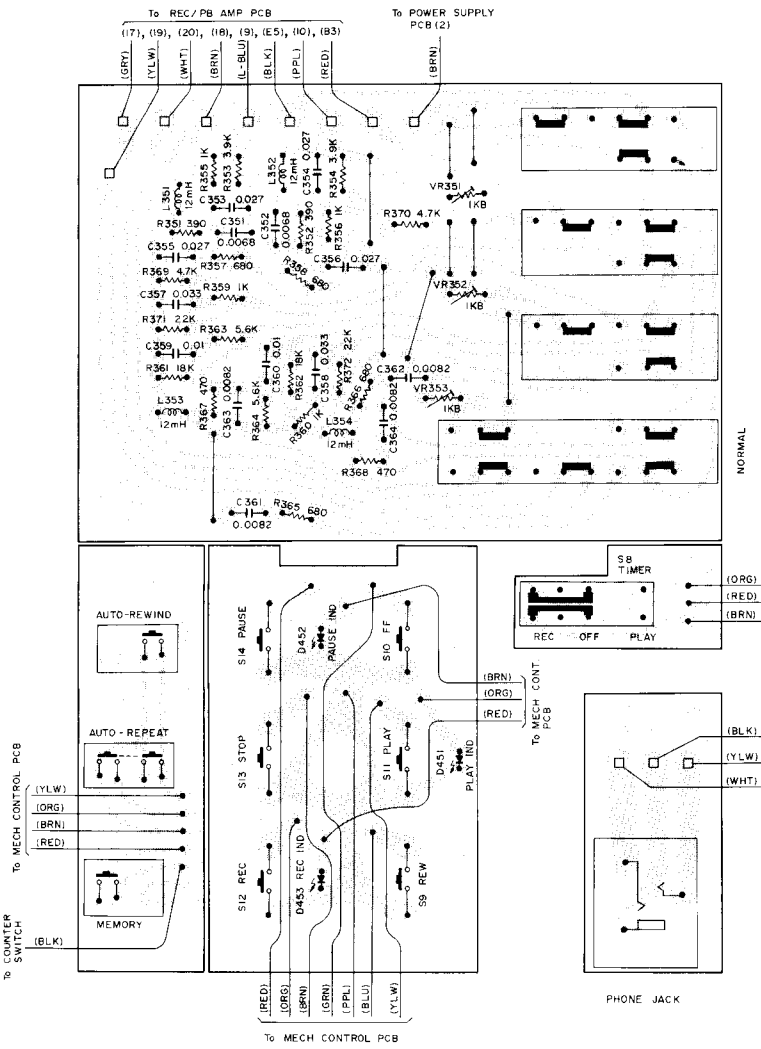 To REC/PB AMP PCB
(17), (19), (20), (18), (9), (E5), (10), (B3)
(GRY)
(YLW)
(WHT)
(BRN)
(L-BLU)
(BLK)
(PPL)
(RED)
To POWER SUPPLY
PCB (2)
(BRN)
L351
12mH
R355 1K
R353 3.9K
L352
12mH
C354 0.027
R354 3.9K
VR351
1KB
C353 0.027
R351 390
C351
0.0068
C352
0.0068
R352 390
R356 1K
R370 4.7K
C355 0.027
R357 680
R358 680
C356 0.027
R369 4.7K
VR352
1KB
C357 0.033
R359 1K
R371 22K
R363 5.6K
C359 0.01
C360 0.01
R362 18K
C358 0.033
R372 22K
C362 0.0082
R361 18K
R366 680
VR353
1KB
L353
12mH
R367 470
C363 0.0082
R364 5.6K
R360 1K
L354
12mH
C364 0.0082
R368 470
C361
0.0082
R365 680
NORMAL
AUTO-REWIND
AUTO-REPEAT
MEMORY
To MECH CONTROL PCB
(YLW)
(ORG)
(BRN)
(RED)
To COUNTER
SWITCH
(BLK)
S14 PAUSE
D452
PAUSE IND
S10 FF
S13 STOP
S11 PLAY
D451
PLAY IND
S12 REC
D453 REC IND
S9 REW
(BRN)
(ORG)
(RED)
To MECH CONT.
PCB
(RED)
(ORG)
(BRN)
(GRN)
(PPL)
(BLU)
(YLW)
To MECH CONTROL PCB
S8
TIMER
REC OFF PLAY
(ORG)
(RED)
(BRN)
(BLK)
(YLW)
(WHT)
PHONE JACK